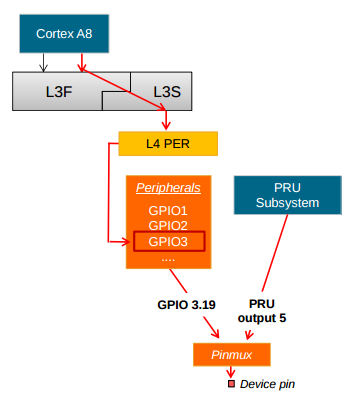 Cortex A8
L3F
L3S
L4 PER
Peripherals
GPIO1
GPIO2
GPIO3
....
PRU
Subsystem
GPIO 3.19
PRU
output 5
Pinmux
Device pin